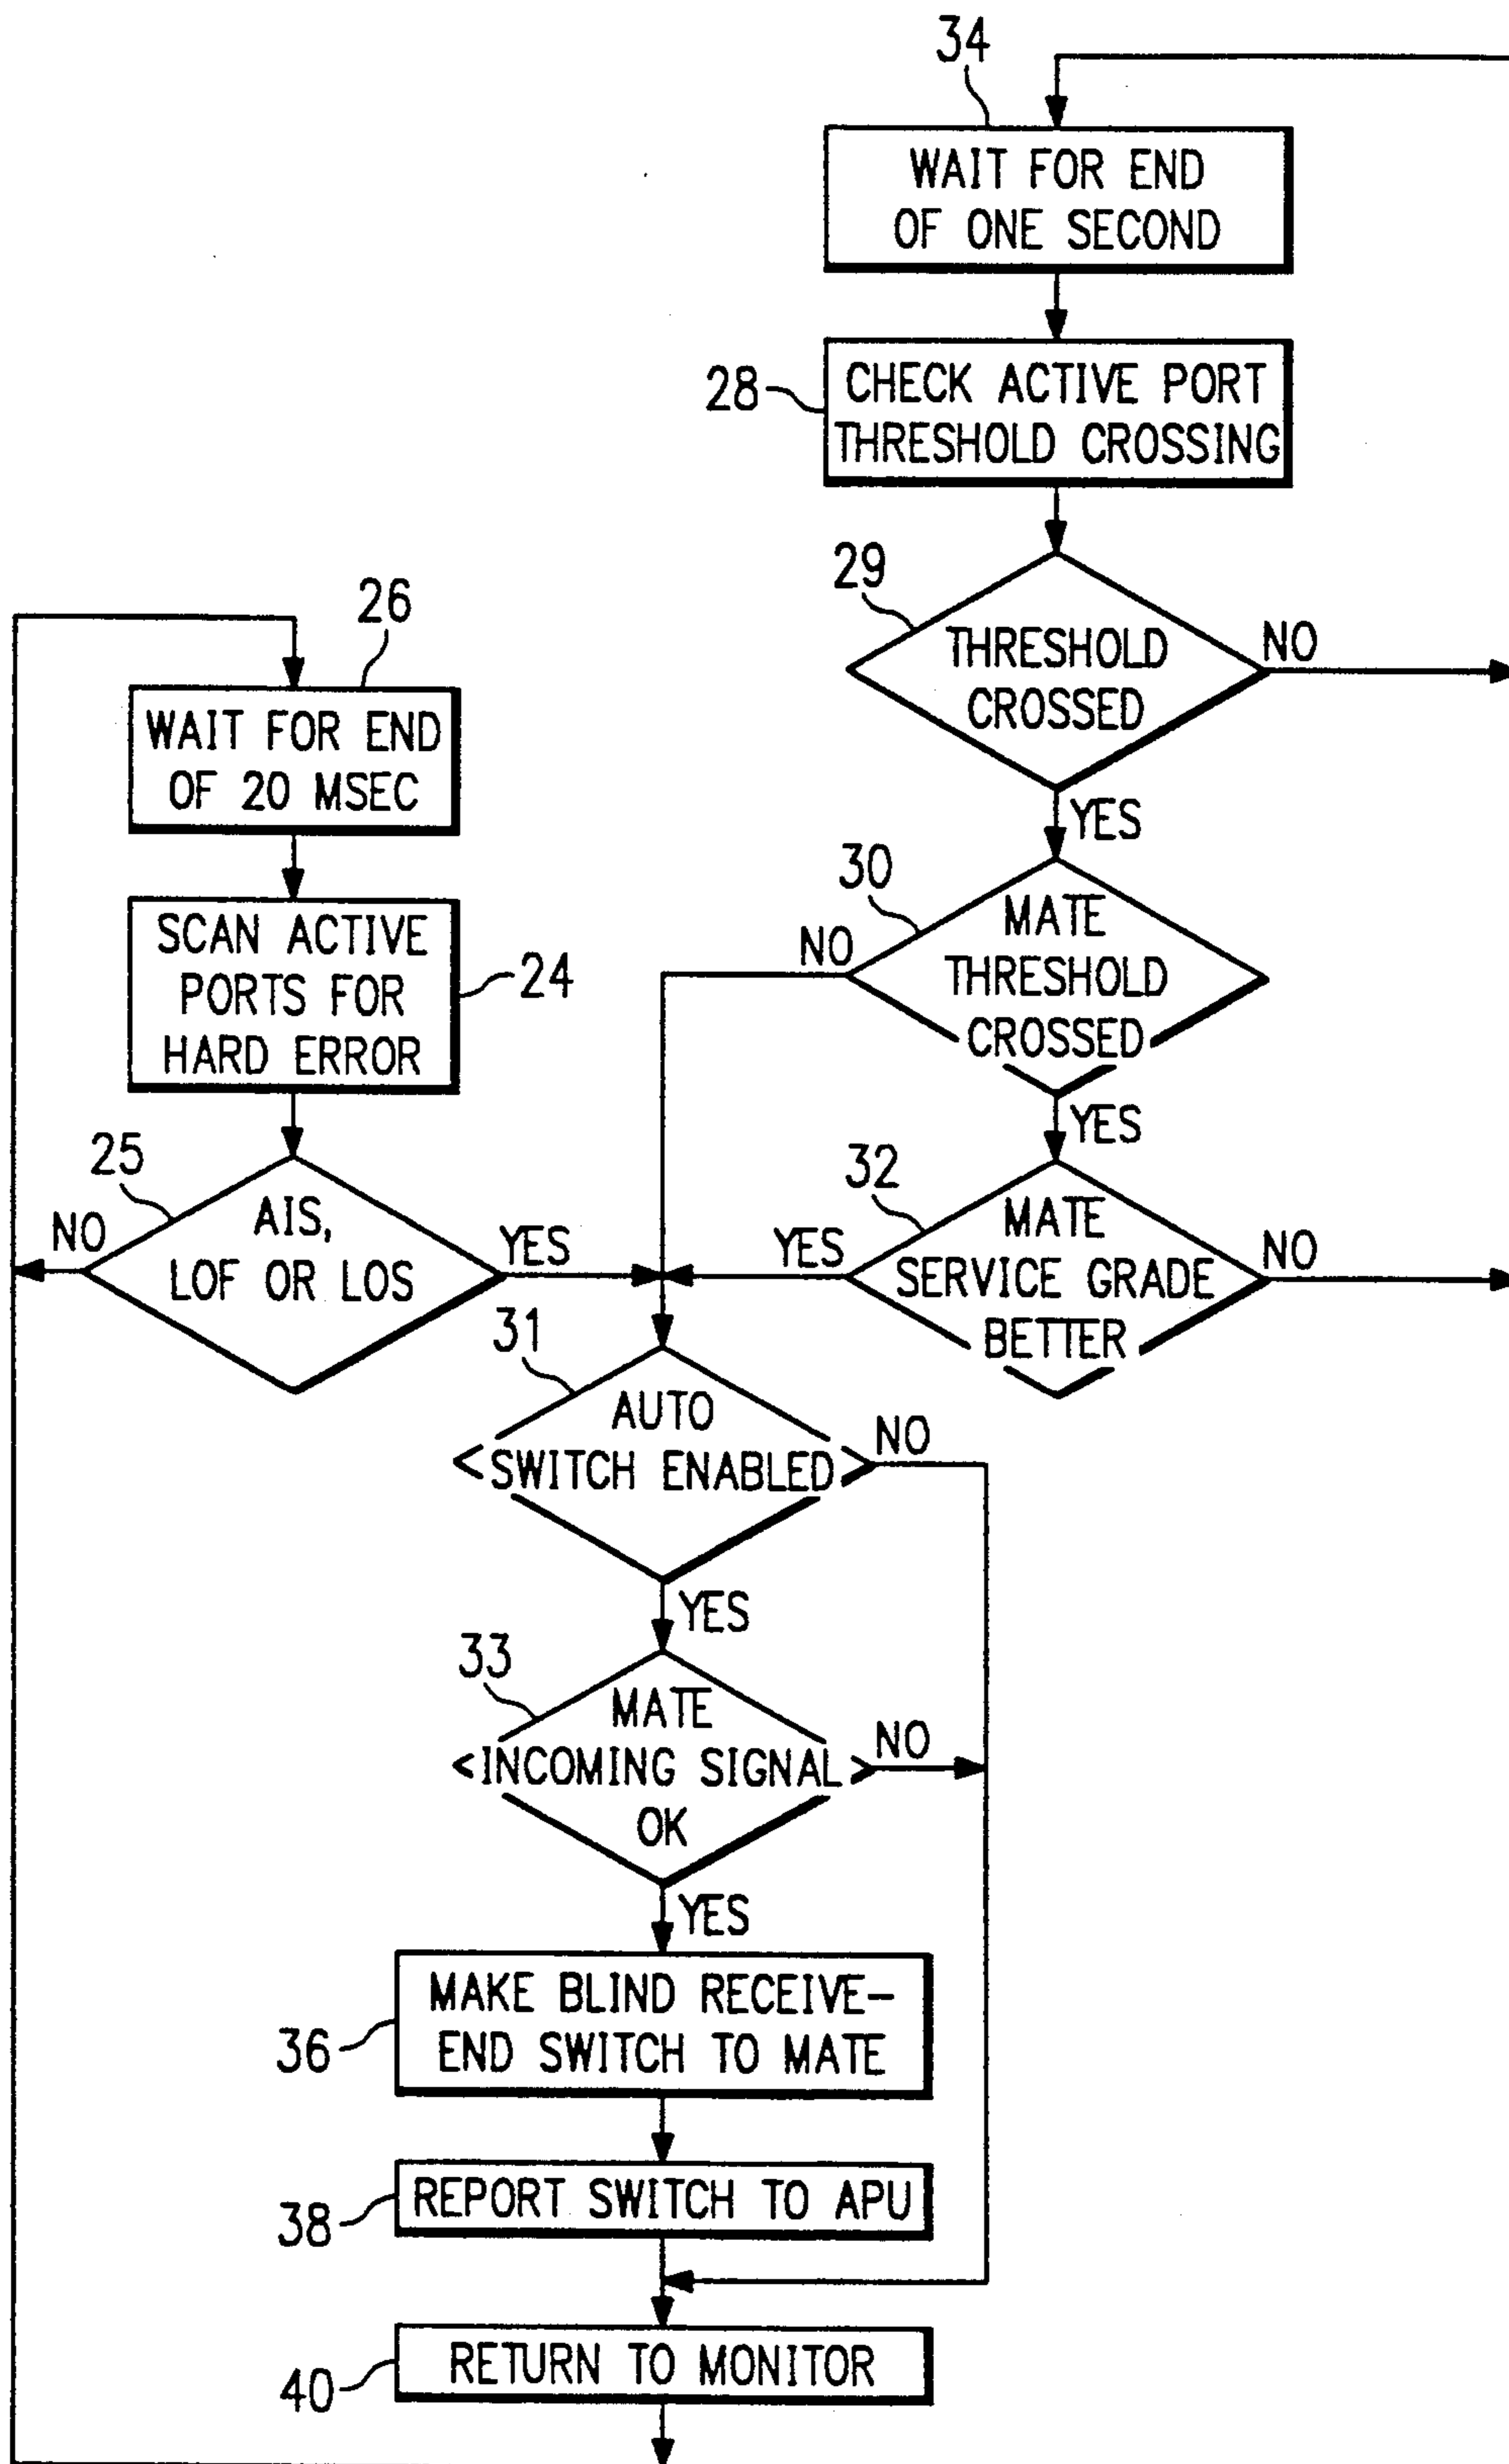 34
WAIT FOR END
OF ONE SECOND
28
CHECK ACTIVE PORT
THRESHOLD CROSSING
29
THRESHOLD
CROSSED
NO
YES
26
WAIT FOR END
OF 20 MSEC
SCAN ACTIVE
PORTS FOR
HARD ERROR
24
30
NO
MATE
THRESHOLD
CROSSED
YES
25
NO
AIS,
LOF OR LOS
YES
32
YES
MATE
SERVICE GRADE
BETTER
NO
31
AUTO
SWITCH ENABLED
NO
YES
33
MATE
INCOMING SIGNAL
OK
NO
YES
36
MAKE BLIND RECEIVE-
END SWITCH TO MATE
38
REPORT SWITCH TO APU
40
RETURN TO MONITOR